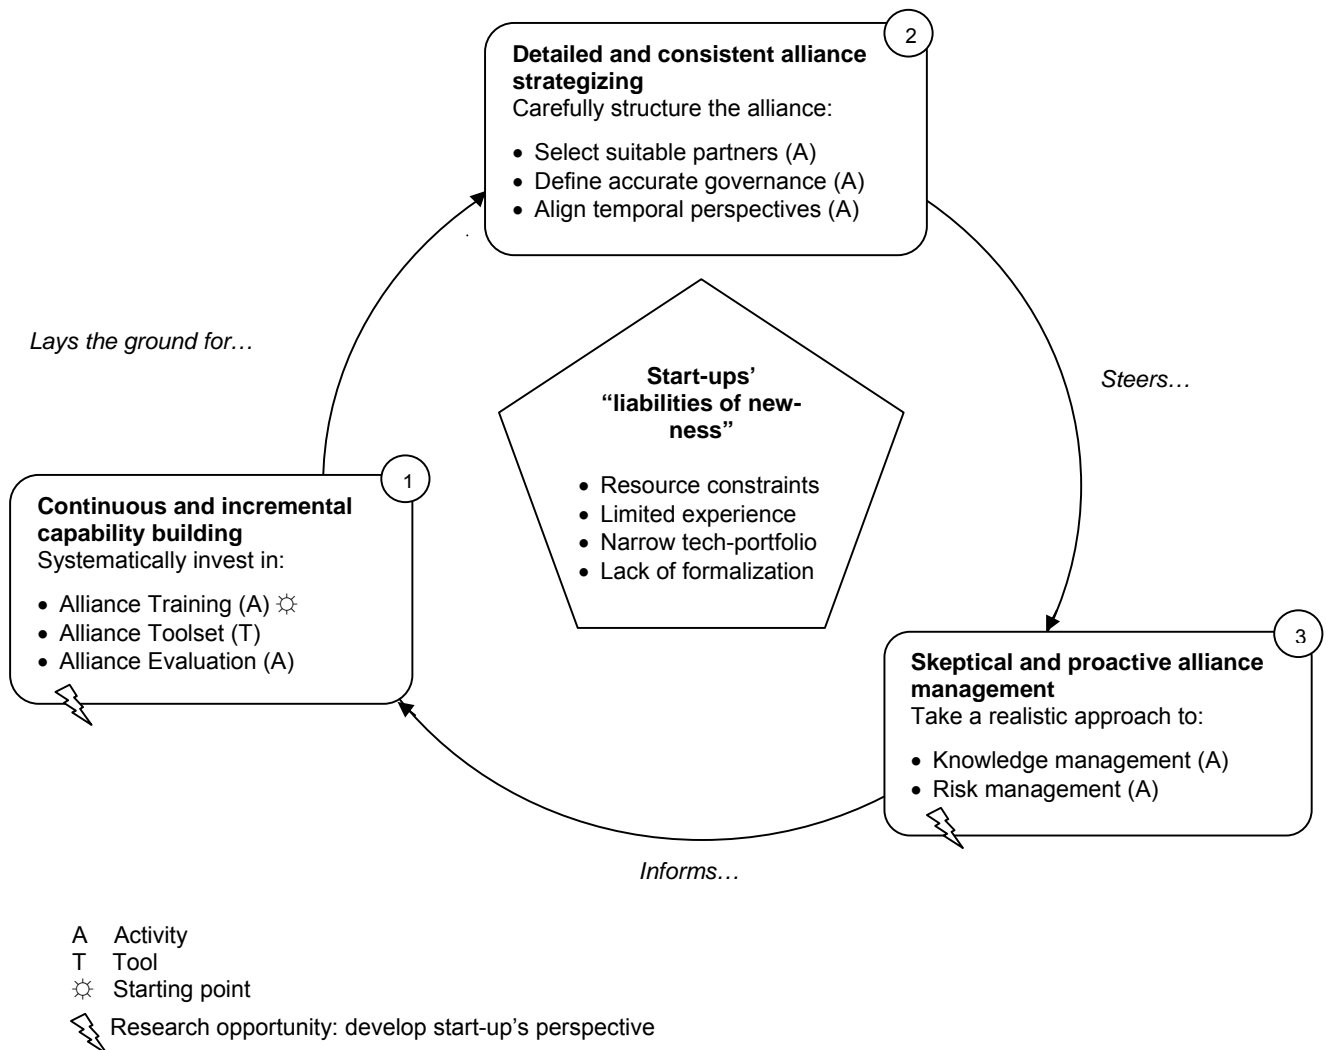 2
Detailed and consistent alliance
strategizing
Carefully structure the alliance:
• Select suitable partners (A)
• Define accurate governance (A)
• Align temporal perspectives (A)
Lays the ground for…
Steers…
Start-ups’
“liabilities of new-
ness”
• Resource constraints
• Limited experience
• Narrow tech-portfolio
• Lack of formalization
1
Continuous and incremental
capability building
Systematically invest in:
• Alliance Training (A) ☼
• Alliance Toolset (T)
• Alliance Evaluation (A)
3
Skeptical and proactive alliance
management
Take a realistic approach to:
• Knowledge management (A)
• Risk management (A)
Informs…
A Activity
T Tool
☼ Starting point
Research opportunity: develop start-up’s perspective